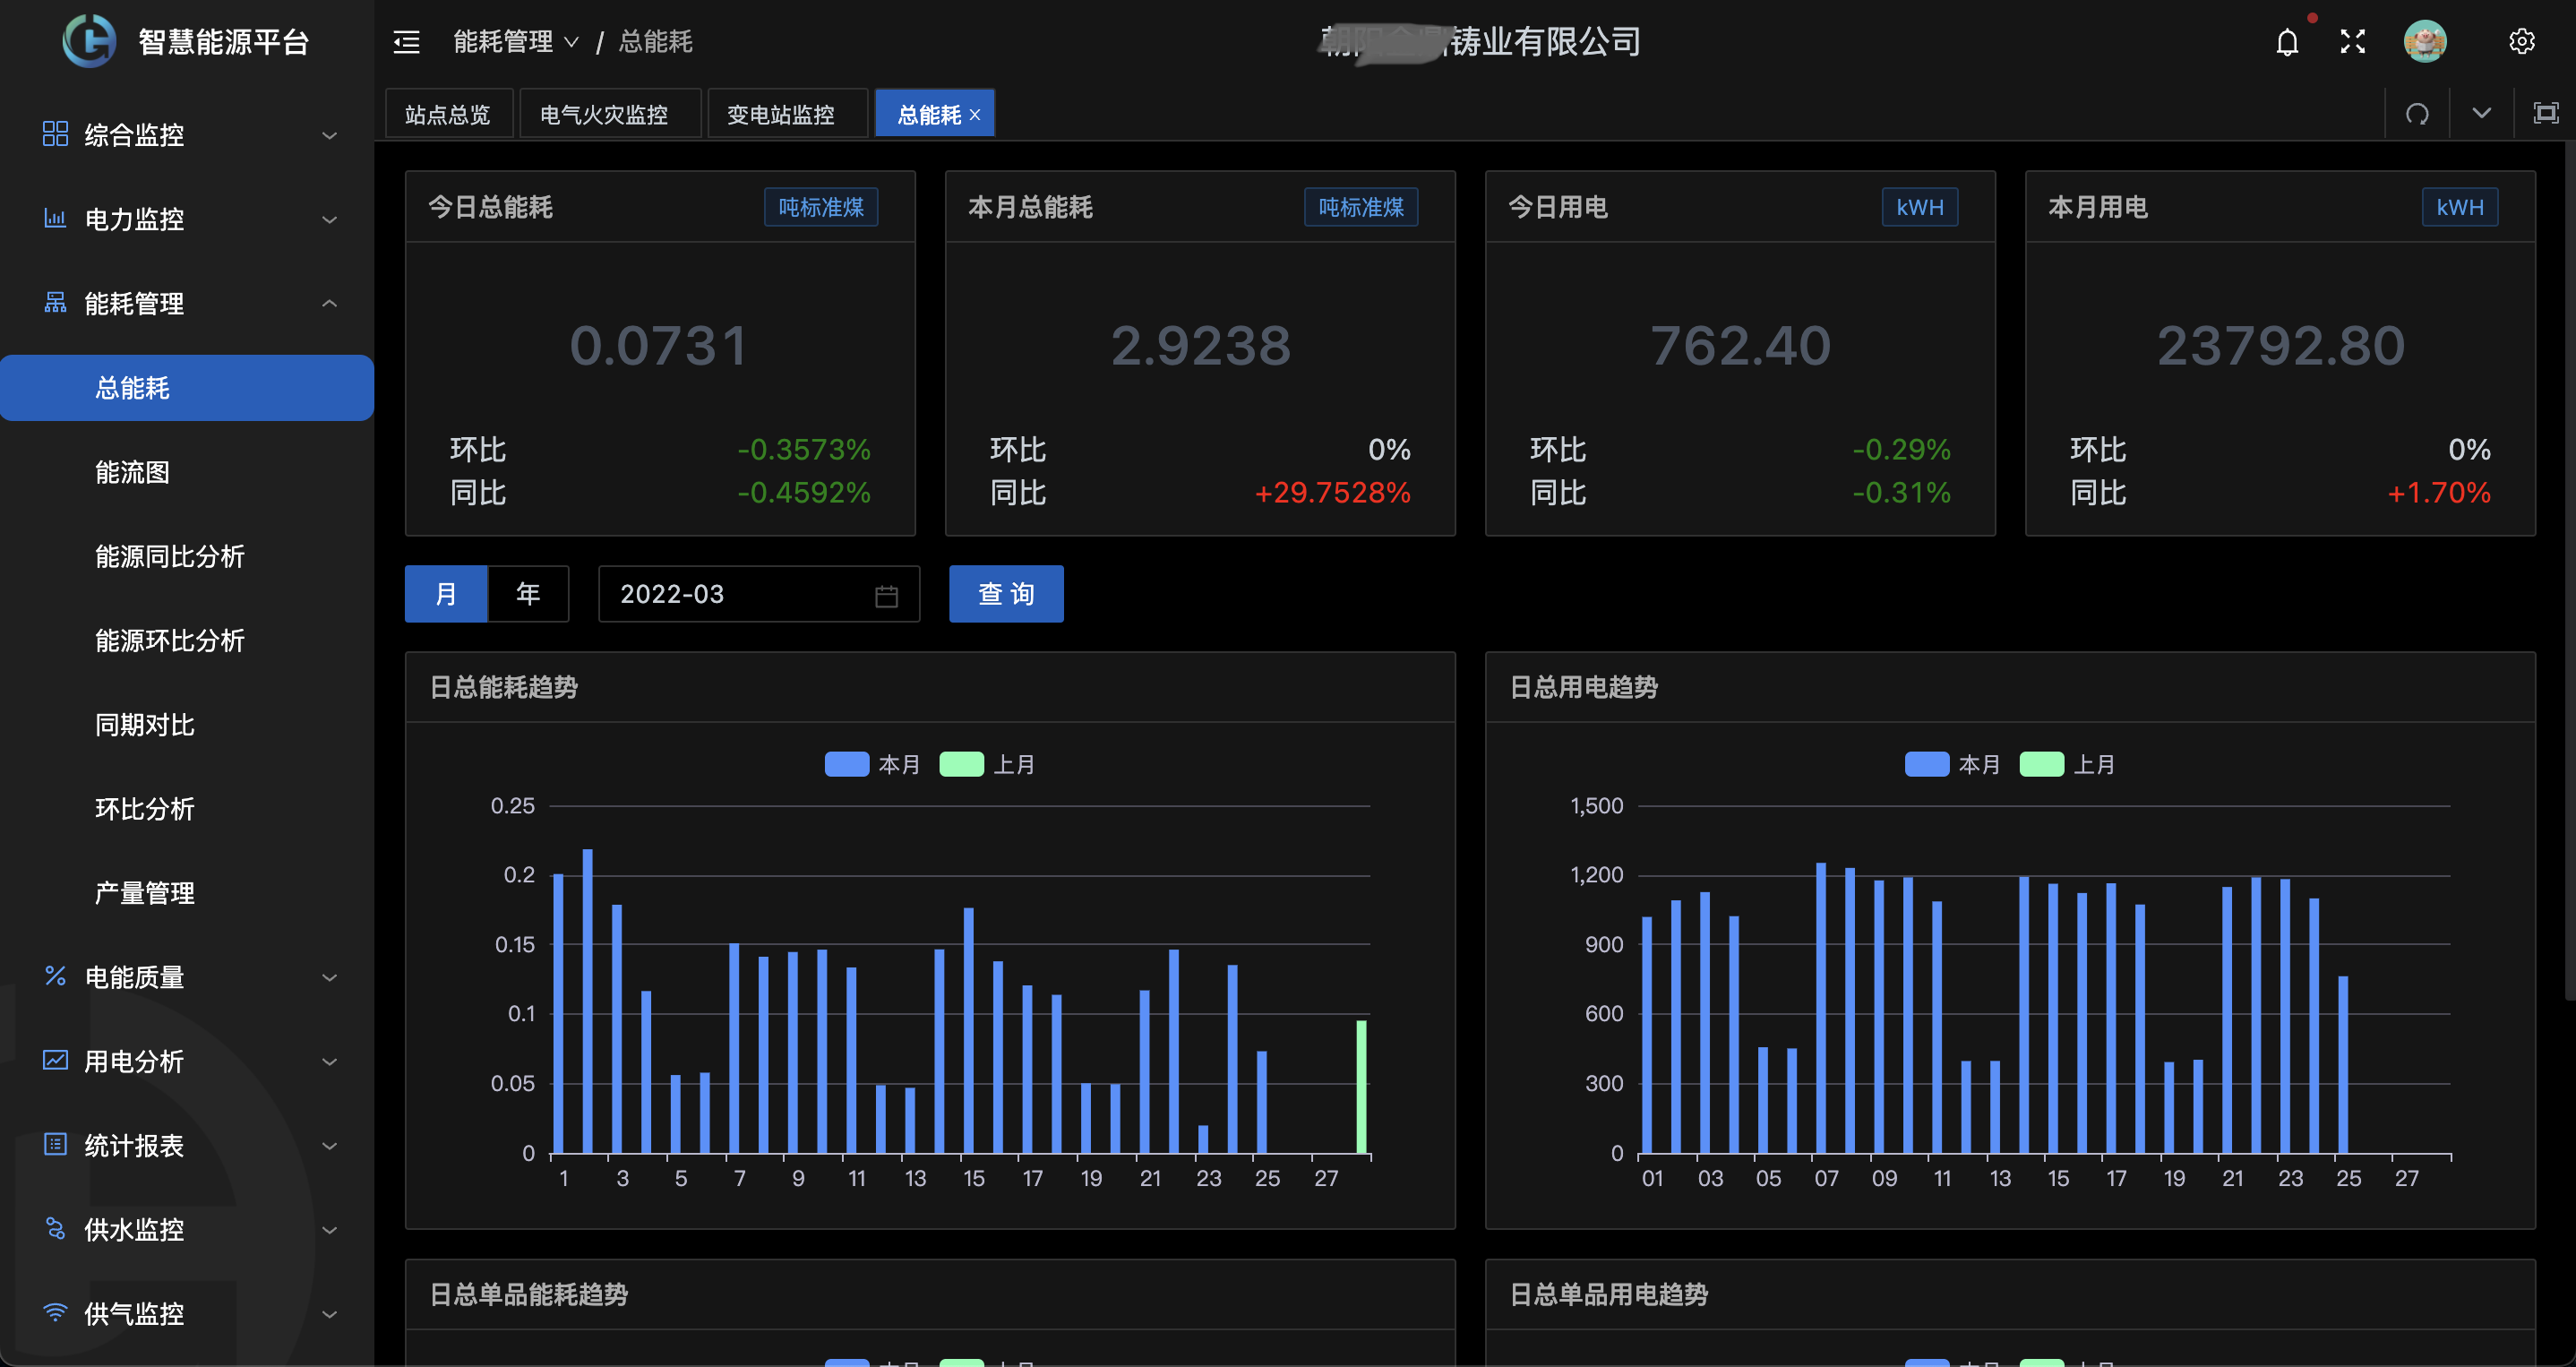 智慧能源平台
能耗管理 / 总能耗
铸业有限公司
站点总览
电气火灾监控
变电站监控
总能耗 ×
综合监控
电力监控
能耗管理
总能耗
能流图
能源同比分析
能源环比分析
同期对比
环比分析
产量管理
电能质量
用电分析
统计报表
供水监控
供气监控
今日总能耗 吨标准煤
0.0731
环比 -0.3573%
同比 -0.4592%
本月总能耗 吨标准煤
2.9238
环比 0%
同比 +29.7528%
今日用电 kWH
762.40
环比 -0.29%
同比 -0.31%
本月用电 kWH
23792.80
环比 0%
同比 +1.70%
月 年 2022-03 查 询
日总能耗趋势
本月 上月
0.25
0.2
0.15
0.1
0.05
0
1 3 5 7 9 11 13 15 17 19 21 23 25 27
日总用电趋势
本月 上月
1,500
1,200
900
600
300
0
01 03 05 07 09 11 13 15 17 19 21 23 25 27
日总单品能耗趋势
本月 上月
日总单品用电趋势
本月 上月